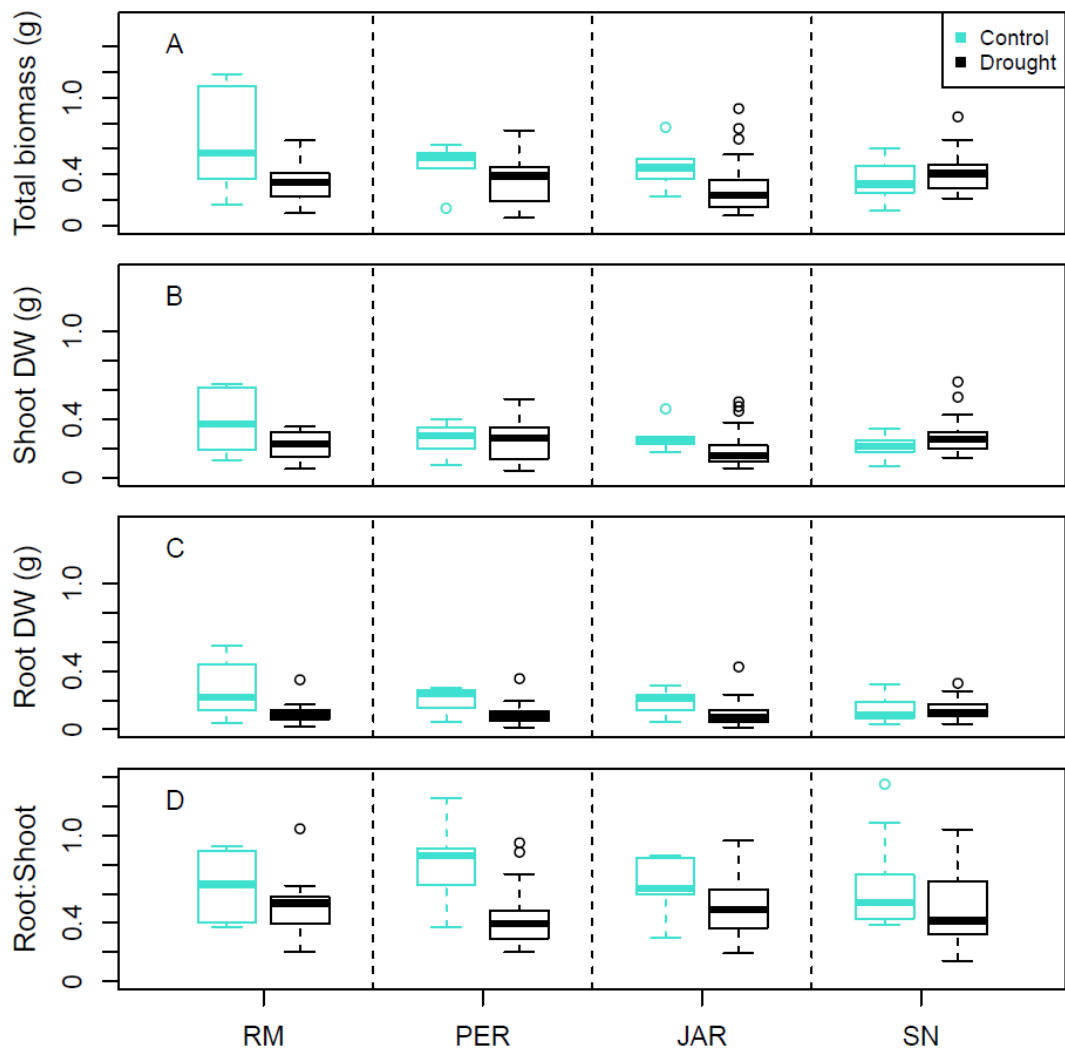 Total biomass (g)
0 0.4 1.0
A
Control
Drought
Shoot DW (g)
0 0.4 1.0
B
Root DW (g)
0 0.4 1.0
C
Root:Shoot
0 0.4 1.0
D
RM PER JAR SN